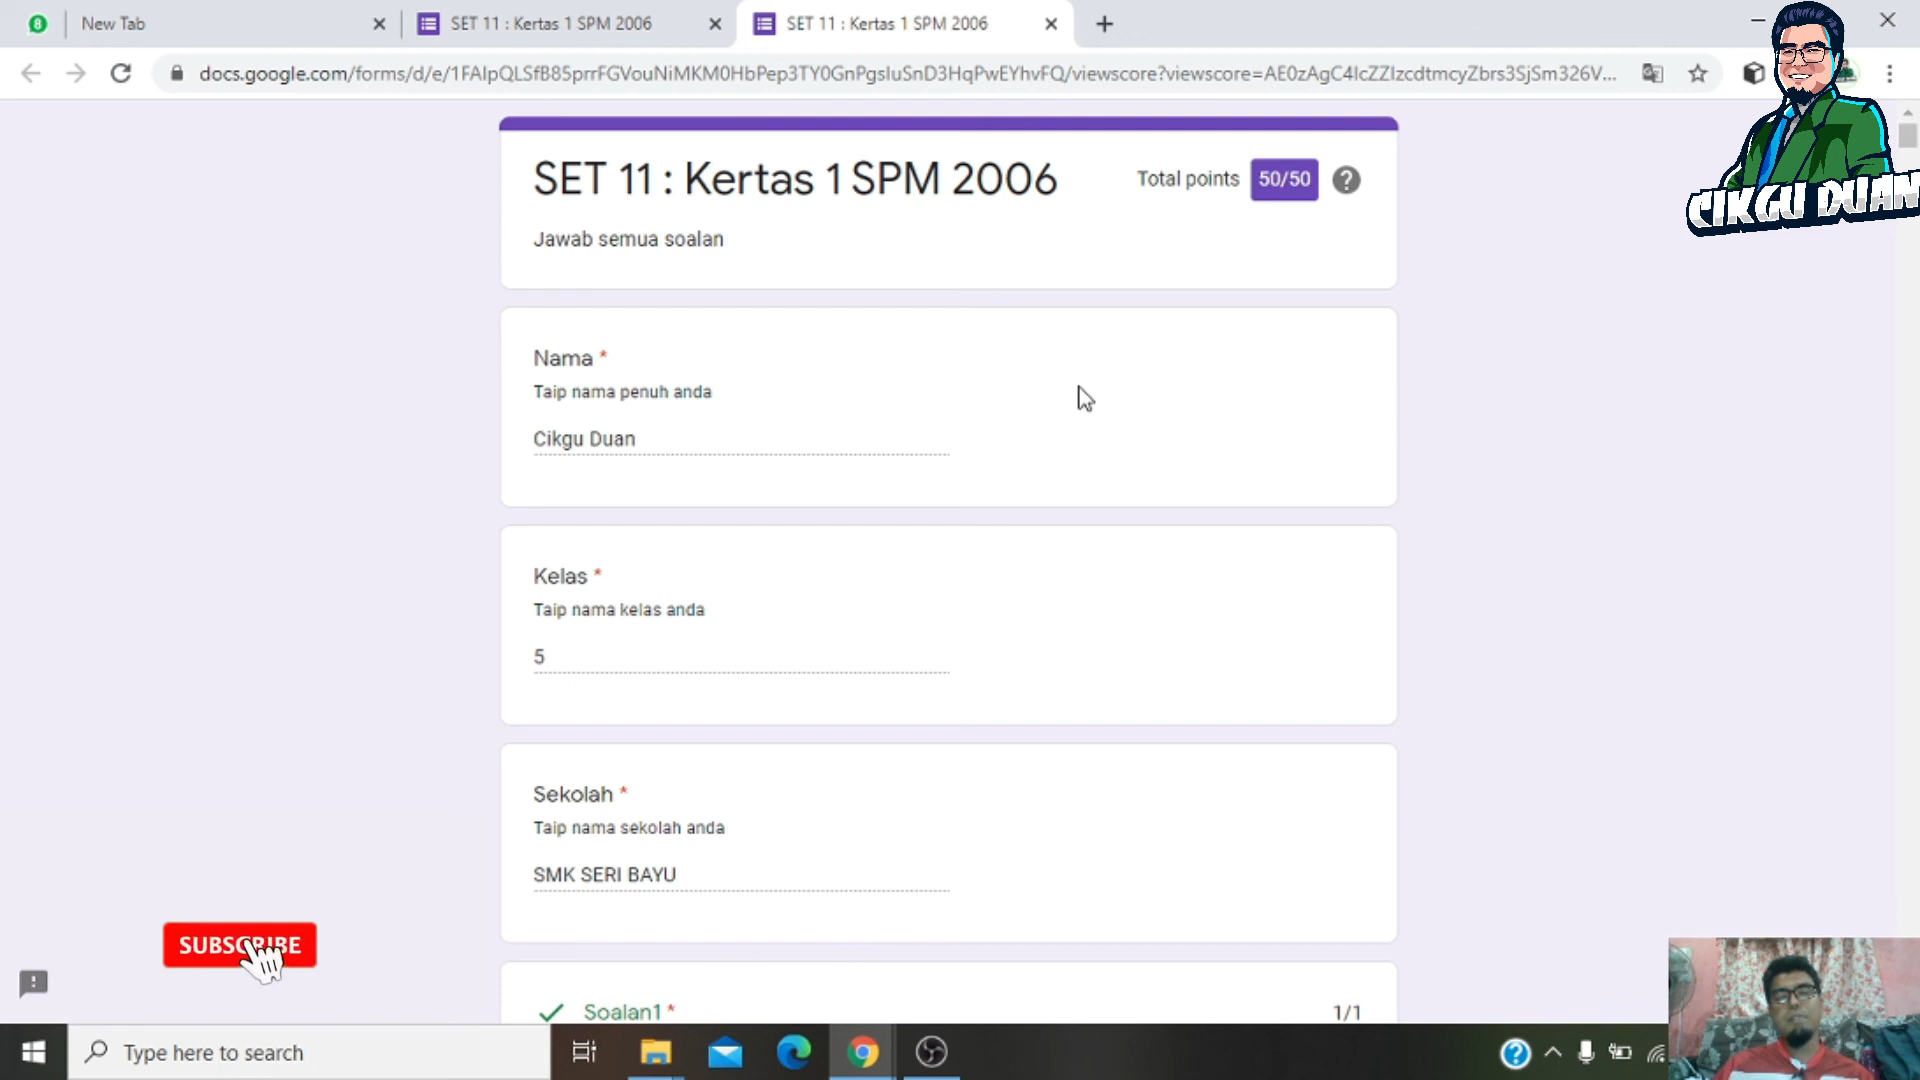 New Tab
SET 11 : Kertas 1 SPM 2006
SET 11 : Kertas 1 SPM 2006
docs.google.com/forms/d/e/1FAIpQLSfB85prrFGVouNiMKM0HbPep3TY0GnPgsIuSnD3HqPwEYhvFQ/viewscore?viewscore=AE0zAgC4IcZZIzcdtmcyZbrs3SjSm326V...
CIKGU DUAN
SET 11 : Kertas 1 SPM 2006
Total points 50/50
Jawab semua soalan
Nama *
Taip nama penuh anda
Cikgu Duan
Kelas *
Taip nama kelas anda
5
Sekolah *
Taip nama sekolah anda
SMK SERI BAYU
SUBSCRIBE
Soalan1 *
1/1
Type here to search